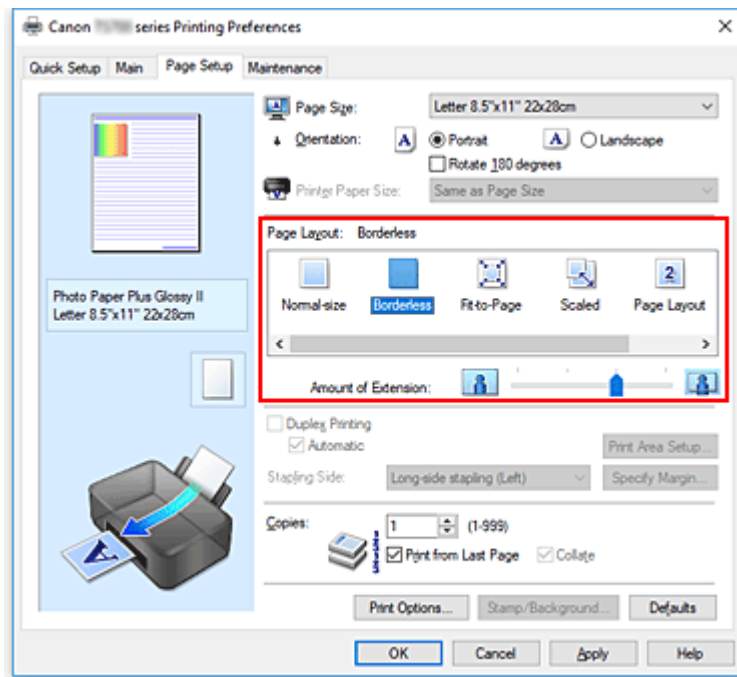 Canon series Printing Preferences
Quick Setup Main Page Setup Maintenance
Page Size: Letter 8.5"x11" 22x28cm
Orientation: A Portrait A Landscape
Rotate 180 degrees
Printer Paper Size: Same as Page Size
Page Layout: Borderless
Normal-size Borderless Fit-to-Page Scaled Page Layout
Photo Paper Plus Glossy II
Letter 8.5"x11" 22x28cm
Amount of Extension:
Duplex Printing
Automatic Print Area Setup...
Stapling Side: Long-side stapling (Left) Specify Margin...
Copies: 1 (1-999)
Print from Last Page Collate
Print Options... Stamp/Background... Defaults
OK Cancel Apply Help